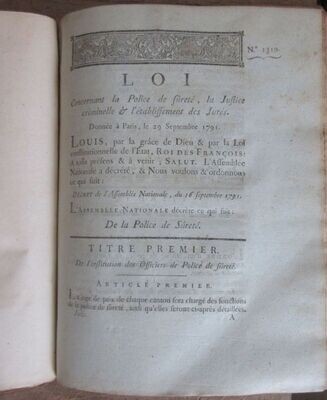 N.° 1310.
LOI
Concernant la Police de sûreté, la Justice
criminelle & l'établissement des Jurés.
Donnée à Paris, le 29 Septembre 1791.
LOUIS, par la grâce de Dieu & par la Loi
constitutionnelle de l'État, ROI DES FRANÇOIS:
A tous présens & à venir; SALUT. L'Assemblée
Nationale a décrété, & Nous voulons & ordonnons
ce qui suit:
DÉCRET de l'Assemblée Nationale, du 16 Septembre 1791.
L'ASSEMBLÉE NATIONALE décrète ce qui suit:
De la Police de Sûreté.
TITRE PREMIER.
De l'institution des Officiers de Police de sûreté.
ARTICLE PREMIER.
Le Juge de paix de chaque canton sera chargé des fonctions
de la police de sûreté, ainsi qu'elles seront ci-après détaillées.
A